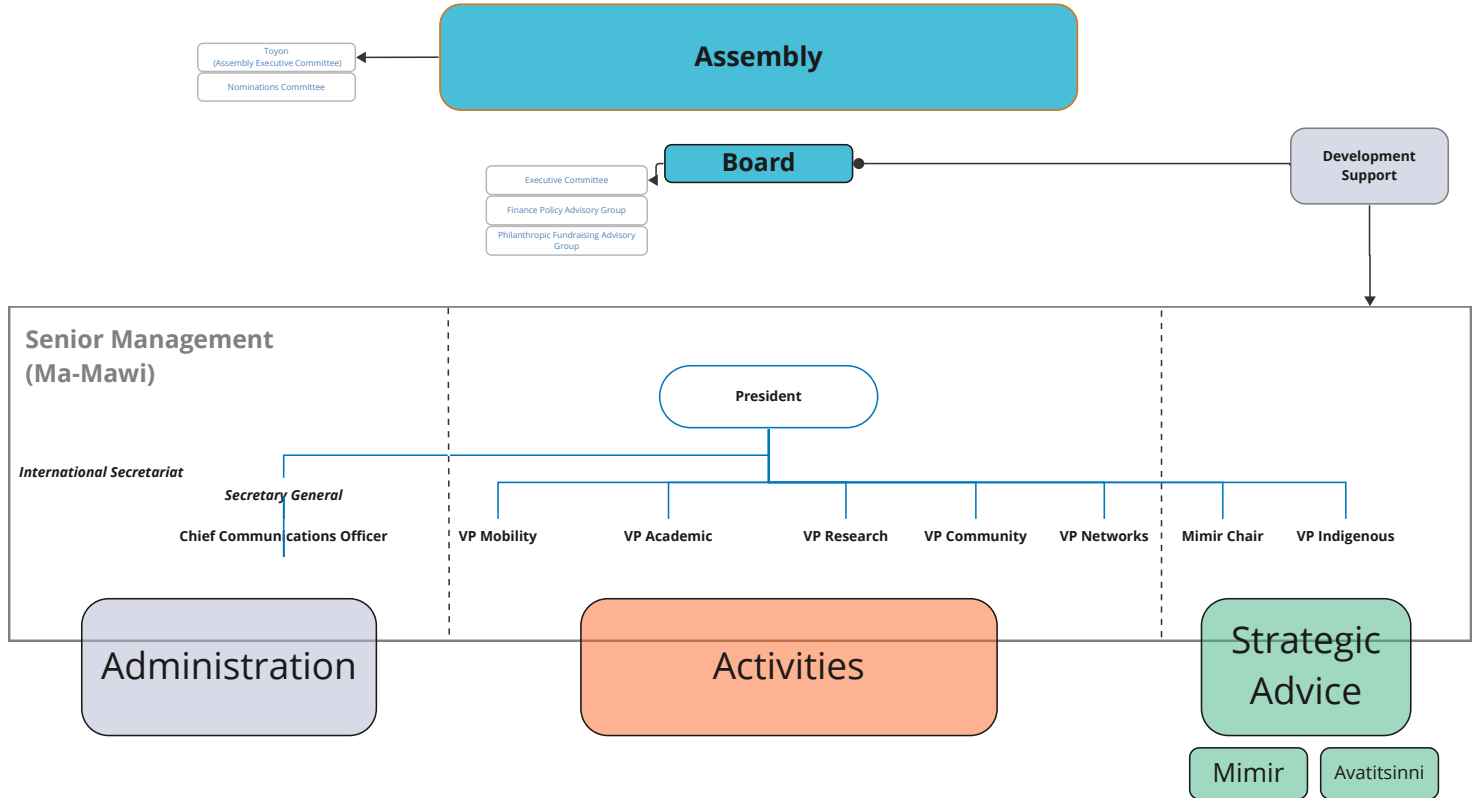 Assembly
Toyon
(Assembly Executive Committee)
Nominations Committee
Board
Development
Support
Executive Committee
Finance Policy Advisory Group
Philanthropic Fundraising Advisory
Group
Senior Management
(Ma-Mawi)
President
International Secretariat
Secretary General
Chief Communications Officer
VP Mobility
VP Academic
VP Research
VP Community
VP Networks
Mimir Chair
VP Indigenous
Administration
Activities
Strategic
Advice
Mimir
Avatitsinni